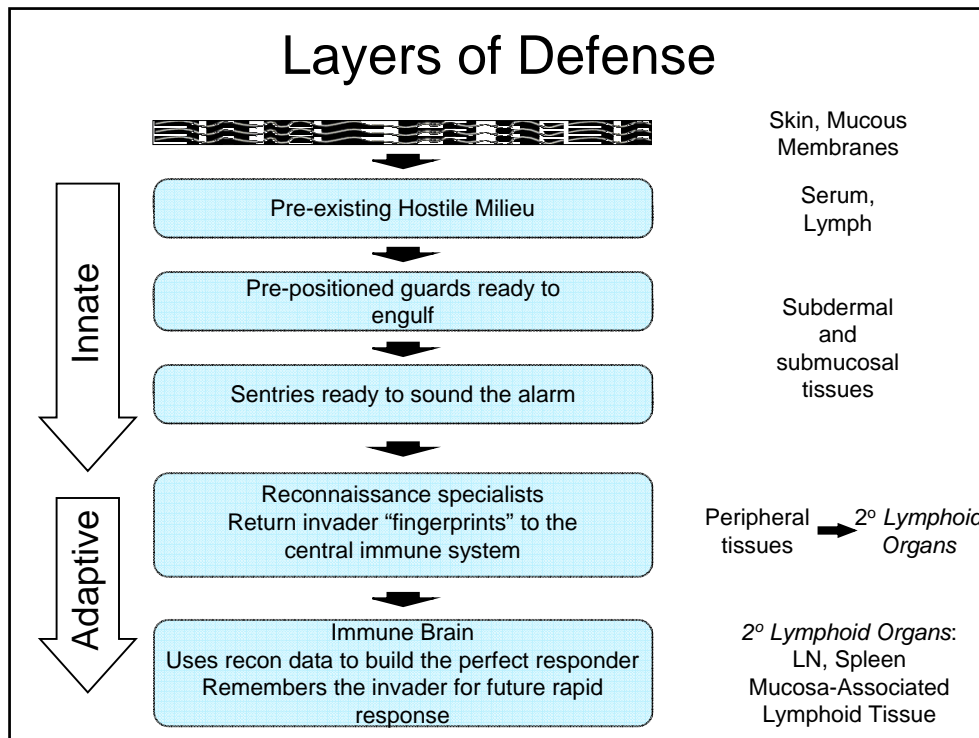 Layers of Defense
Skin, Mucous
Membranes
Innate
Pre-existing Hostile Milieu
Serum,
Lymph
Pre-positioned guards ready to
engulf
Sentries ready to sound the alarm
Subdermal
and
submucosal
tissues
Adaptive
Reconnaissance specialists
Return invader “fingerprints” to the
central immune system
Peripheral
tissues
2º Lymphoid
Organs
Immune Brain
Uses recon data to build the perfect responder
Remembers the invader for future rapid
response
2º Lymphoid Organs:
LN, Spleen
Mucosa-Associated
Lymphoid Tissue